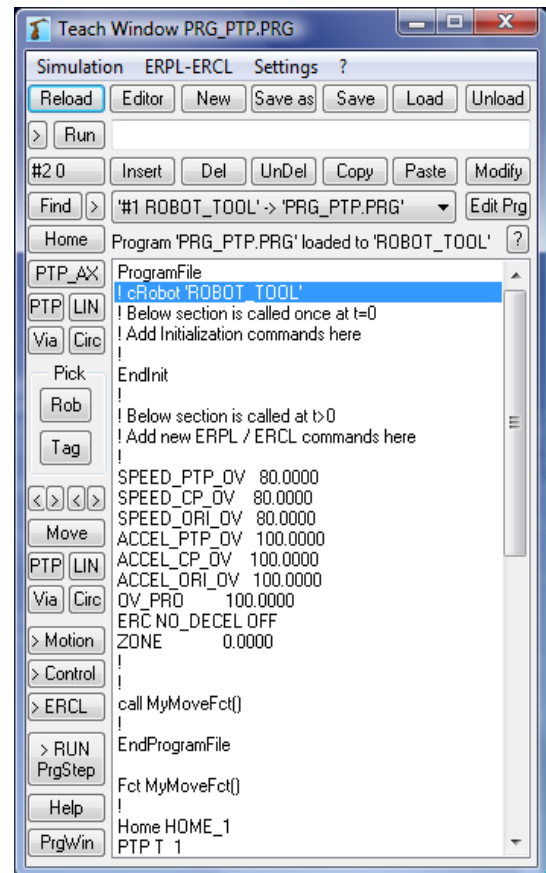 Teach Window PRG_PTP.PRG
Simulation ERPL-ERCL Settings ?
Reload Editor New Save as Save Load Unload
> Run
#2 0 Insert Del UnDel Copy Paste Modify
Find > '#1 ROBOT_TOOL' -> 'PRG_PTP.PRG' Edit Prg
Home Program 'PRG_PTP.PRG' loaded to 'ROBOT_TOOL' ?
PTP_AX
PTP LIN
Via Circ
Pick
Rob
Tag
< > < >
Move
PTP LIN
Via Circ
> Motion
> Control
> ERCL
> RUN
PrgStep
Help
PrgWin
ProgramFile
! cRobot 'ROBOT_TOOL'
! Below section is called once at t=0
! Add Initialization commands here
!
EndInit
!
! Below section is called at t>0
! Add new ERPL / ERCL commands here
!
SPEED_PTP_OV 80.0000
SPEED_CP_OV 80.0000
SPEED_ORI_OV 80.0000
ACCEL_PTP_OV 100.0000
ACCEL_CP_OV 100.0000
ACCEL_ORI_OV 100.0000
OV_PRO 100.0000
ERC NO_DECEL OFF
ZONE 0.0000
!
!
call MyMoveFct()
!
EndProgramFile
Fct MyMoveFct()
!
Home HOME_1
PTP T_1